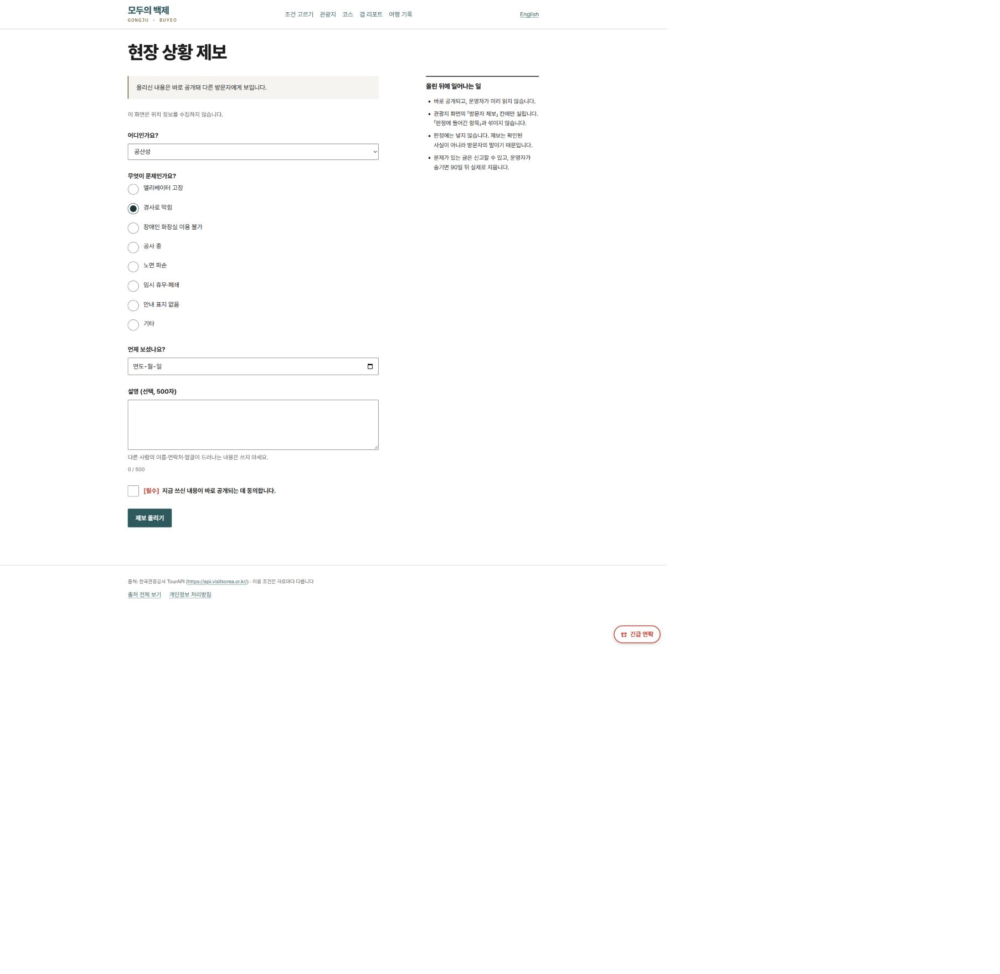 모두의 백제
GONGJU · BUYEO
조건 고르기 관광지 코스 갭 리포트 여행 기록
English
현장 상황 제보
올리신 내용은 바로 공개돼 다른 방문자에게 보입니다.
이 화면은 위치 정보를 수집하지 않습니다.
어디인가요?
공산성
무엇이 문제인가요?
엘리베이터 고장
경사로 막힘
장애인 화장실 이용 불가
공사 중
노면 파손
임시 휴무·폐쇄
안내 표지 없음
기타
언제 보셨나요?
연도-월-일
설명 (선택, 500자)
다른 사람의 이름·연락처·얼굴이 드러나는 내용은 쓰지 마세요.
0 / 500
[필수] 지금 쓰신 내용이 바로 공개되는 데 동의합니다.
제보 올리기
올린 뒤에 일어나는 일
바로 공개되고, 운영자가 미리 읽지 않습니다.
관광지 화면의 「방문자 제보」 칸에만 실립니다.
「판정에 들어간 항목」과 섞이지 않습니다.
판정에는 넣지 않습니다. 제보는 확인된
사실이 아니라 방문자의 말이기 때문입니다.
문제가 있는 글은 신고할 수 있고, 운영자가
숨기면 90일 뒤 실제로 지웁니다.
출처: 한국관광공사 TourAPI (https://api.visitkorea.or.kr/) · 이용 조건은 자료마다 다릅니다
출처 전체 보기 개인정보 처리방침
☎ 긴급 연락